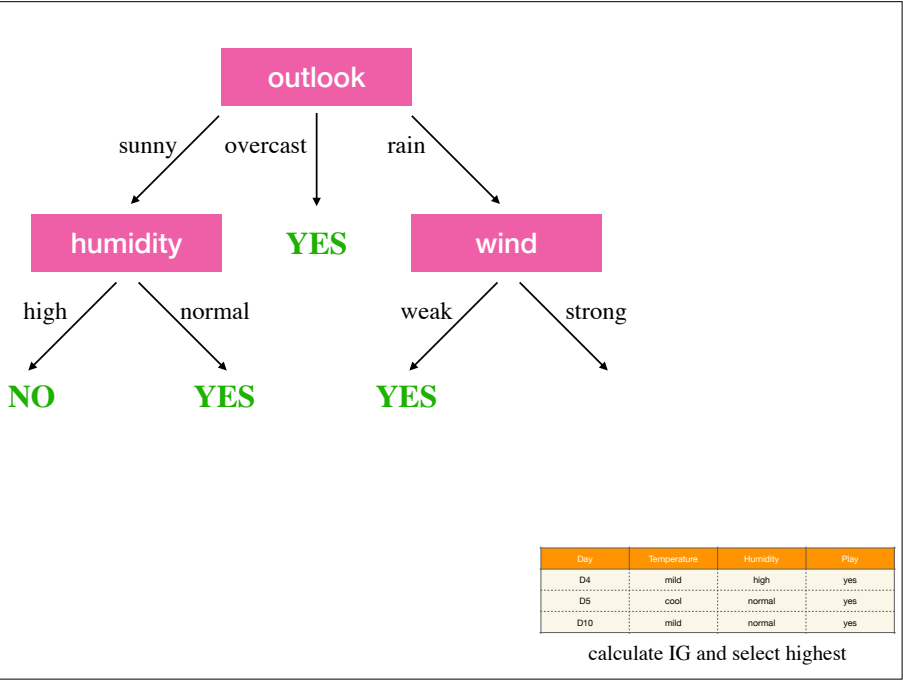 outlook
sunny overcast rain
humidity YES wind
high normal weak strong
NO YES YES
Day Temperature Humidity Play
D4 mild high yes
D5 cool normal yes
D10 mild normal yes
calculate IG and select highest